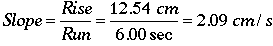 Slope = Rise / Run = 12.54 cm / 6.00 sec = 2.09 cm / s